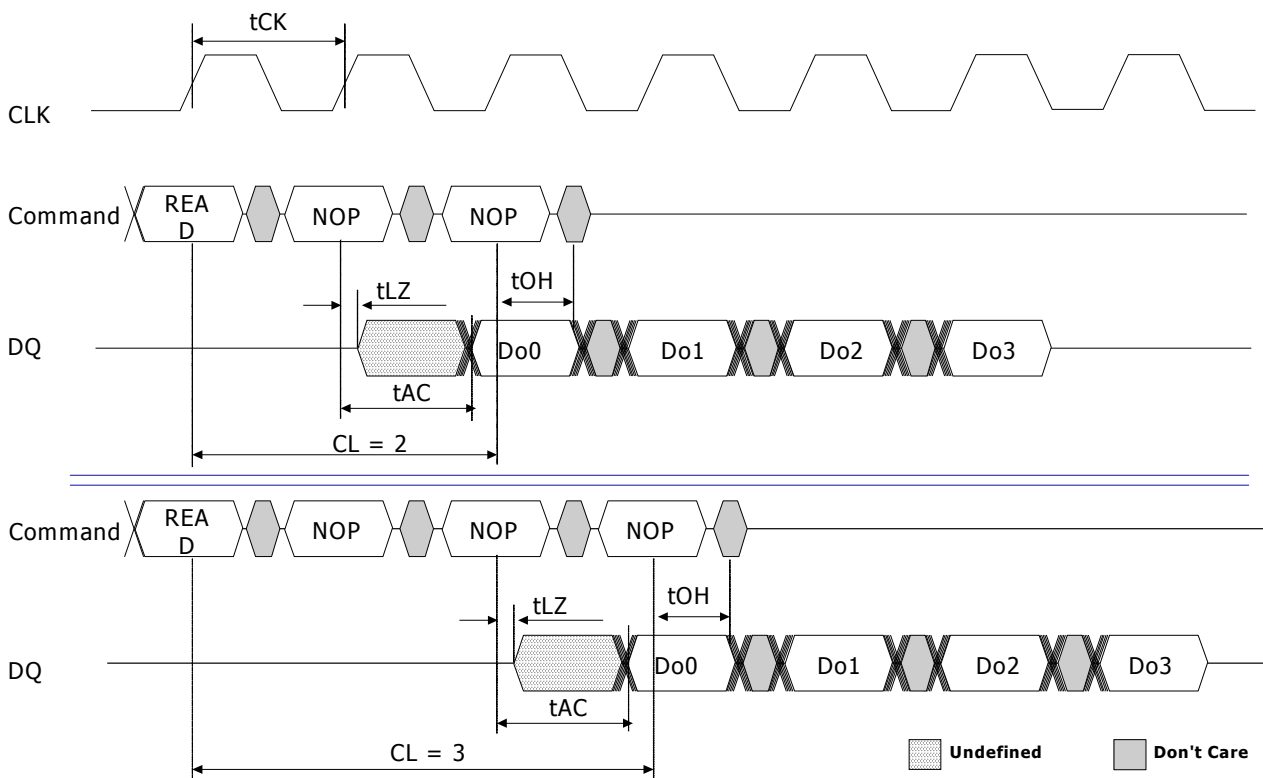 tCK
CLK
Command
REA
D
NOP
NOP
tOH
tLZ
DQ
Do0
Do1
Do2
Do3
tAC
CL = 2
Command
REA
D
NOP
NOP
NOP
tOH
tLZ
DQ
Do0
Do1
Do2
Do3
tAC
CL = 3
Undefined
Don't Care